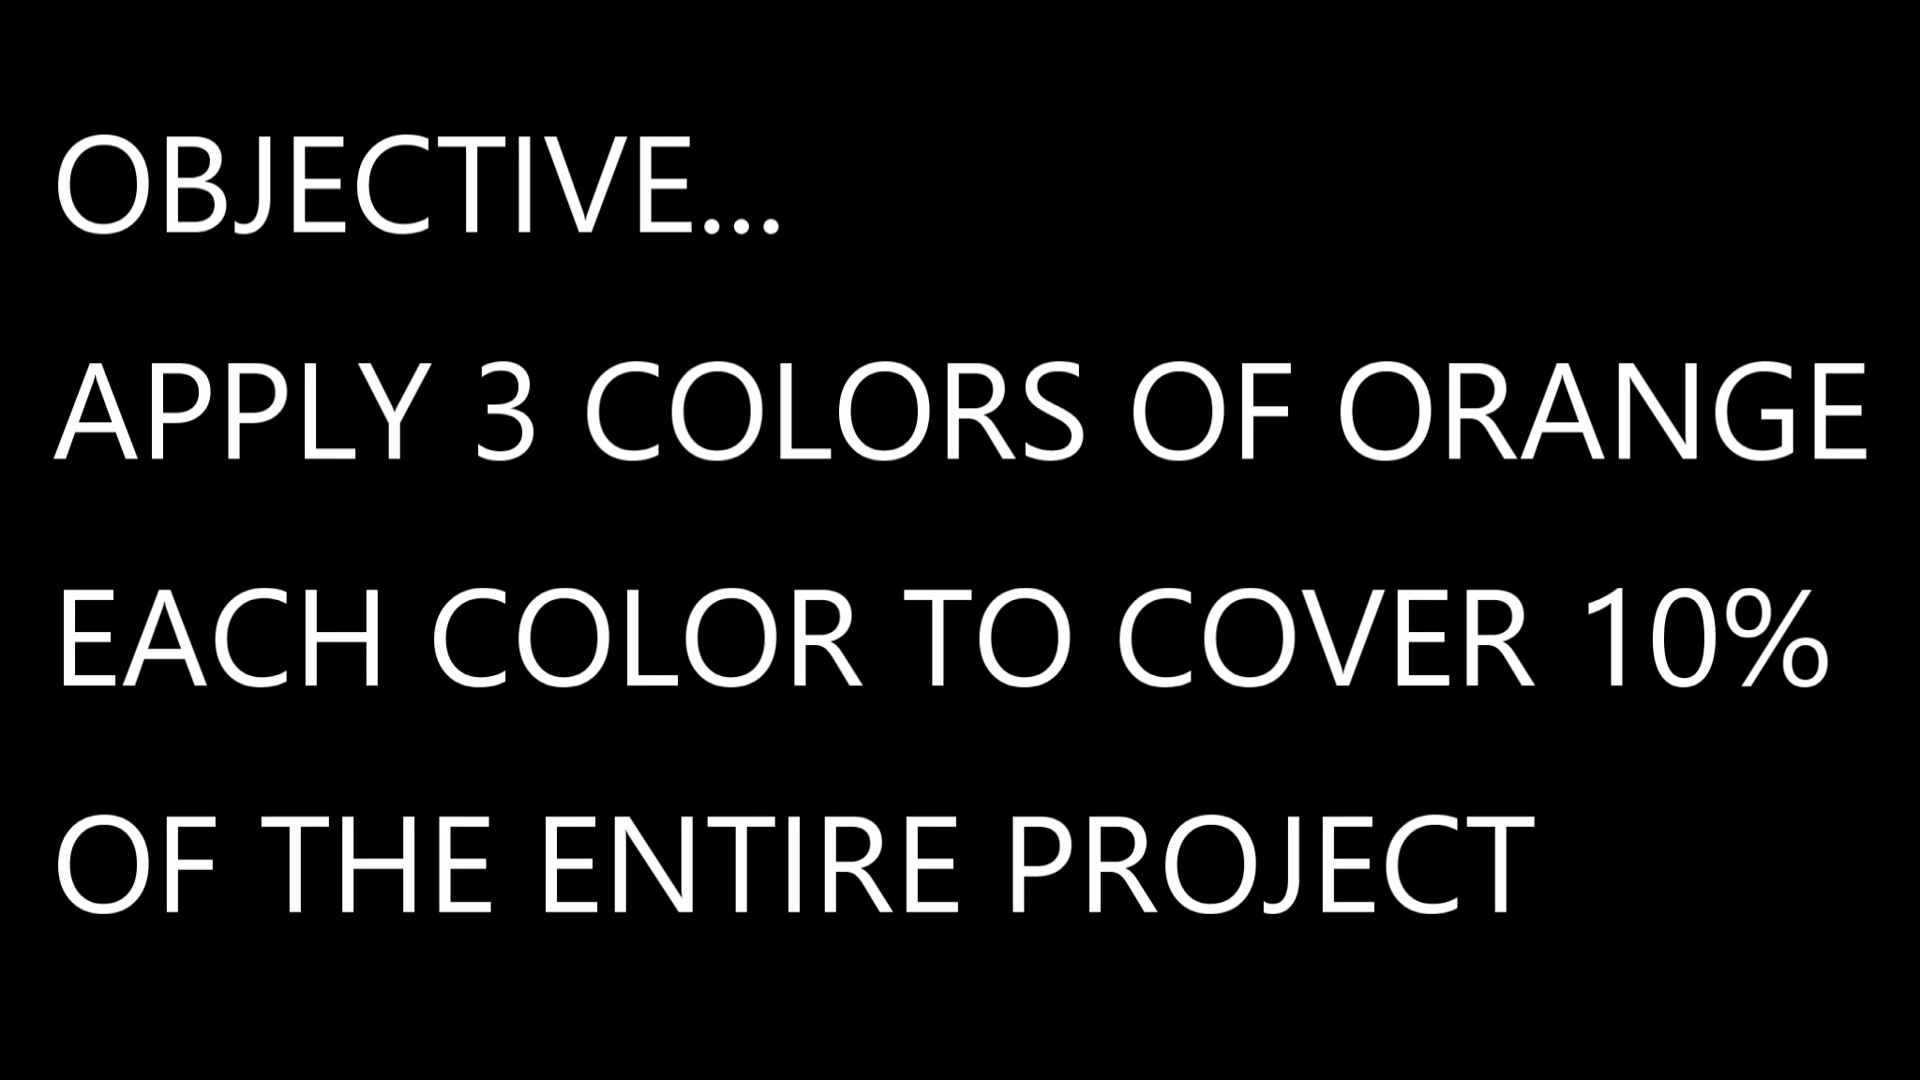 OBJECTIVE...
APPLY 3 COLORS OF ORANGE
EACH COLOR TO COVER 10%
OF THE ENTIRE PROJECT